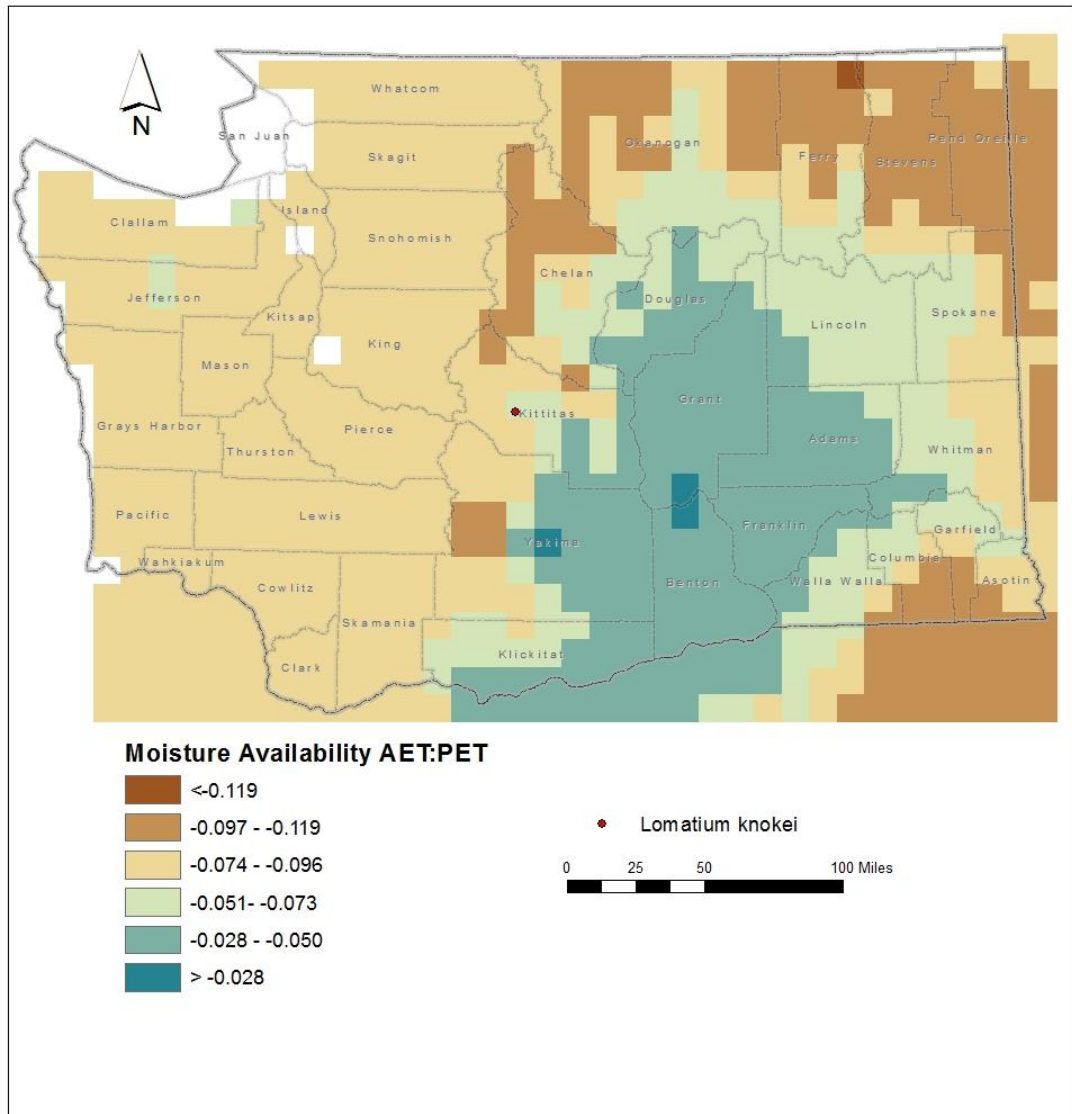 N
Whatcom
San Juan
Skagit
Okanogan
Ferry
Stevens
Pend Oreille
Island
Clallam
Snohomish
Chelan
Jefferson
Douglas
Kitsap
King
Lincoln
Spokane
Mason
Grays Harbor
Pierce
Kittitas
Grant
Adams
Thurston
Whitman
Pacific
Lewis
Yakima
Franklin
Garfield
Wahkiakum
Columbia
Cowlitz
Benton
Walla Walla
Asotin
Skamania
Klickitat
Clark
Moisture Availability AET:PET
<-0.119
-0.097 - -0.119
-0.074 - -0.096
-0.051- -0.073
-0.028 - -0.050
> -0.028
Lomatium knokei
0 25 50 100 Miles